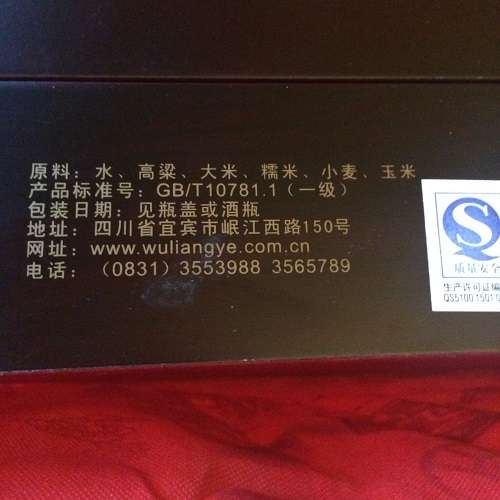 原料：水、高粱、大米、糯米、小麦、玉米
产品标准号：GB/T10781.1（一级）
包装日期：见瓶盖或酒瓶
地址：四川省宜宾市岷江西路150号
网址：www.wuliangye.com.cn
电话：（0831）3553988 3565789
质量安全
生产许可证编
QS5100 1501 0